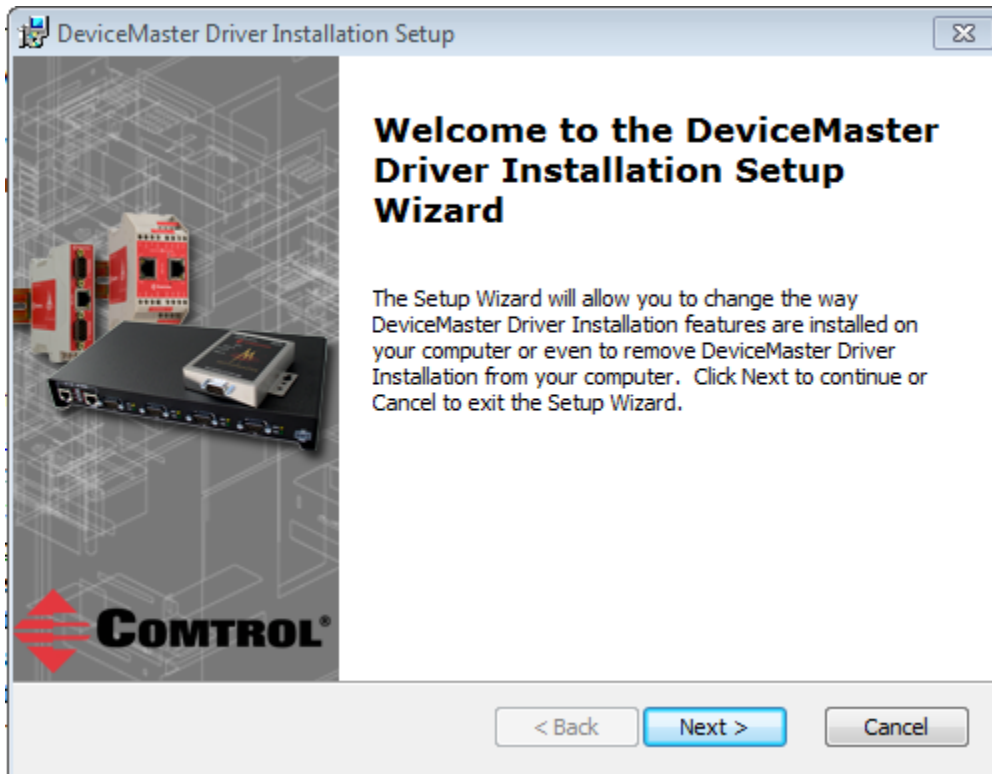 DeviceMaster Driver Installation Setup
Welcome to the DeviceMaster
Driver Installation Setup
Wizard
The Setup Wizard will allow you to change the way
DeviceMaster Driver Installation features are installed on
your computer or even to remove DeviceMaster Driver
Installation from your computer.  Click Next to continue or
Cancel to exit the Setup Wizard.
COMTROL®
< Back
Next >
Cancel